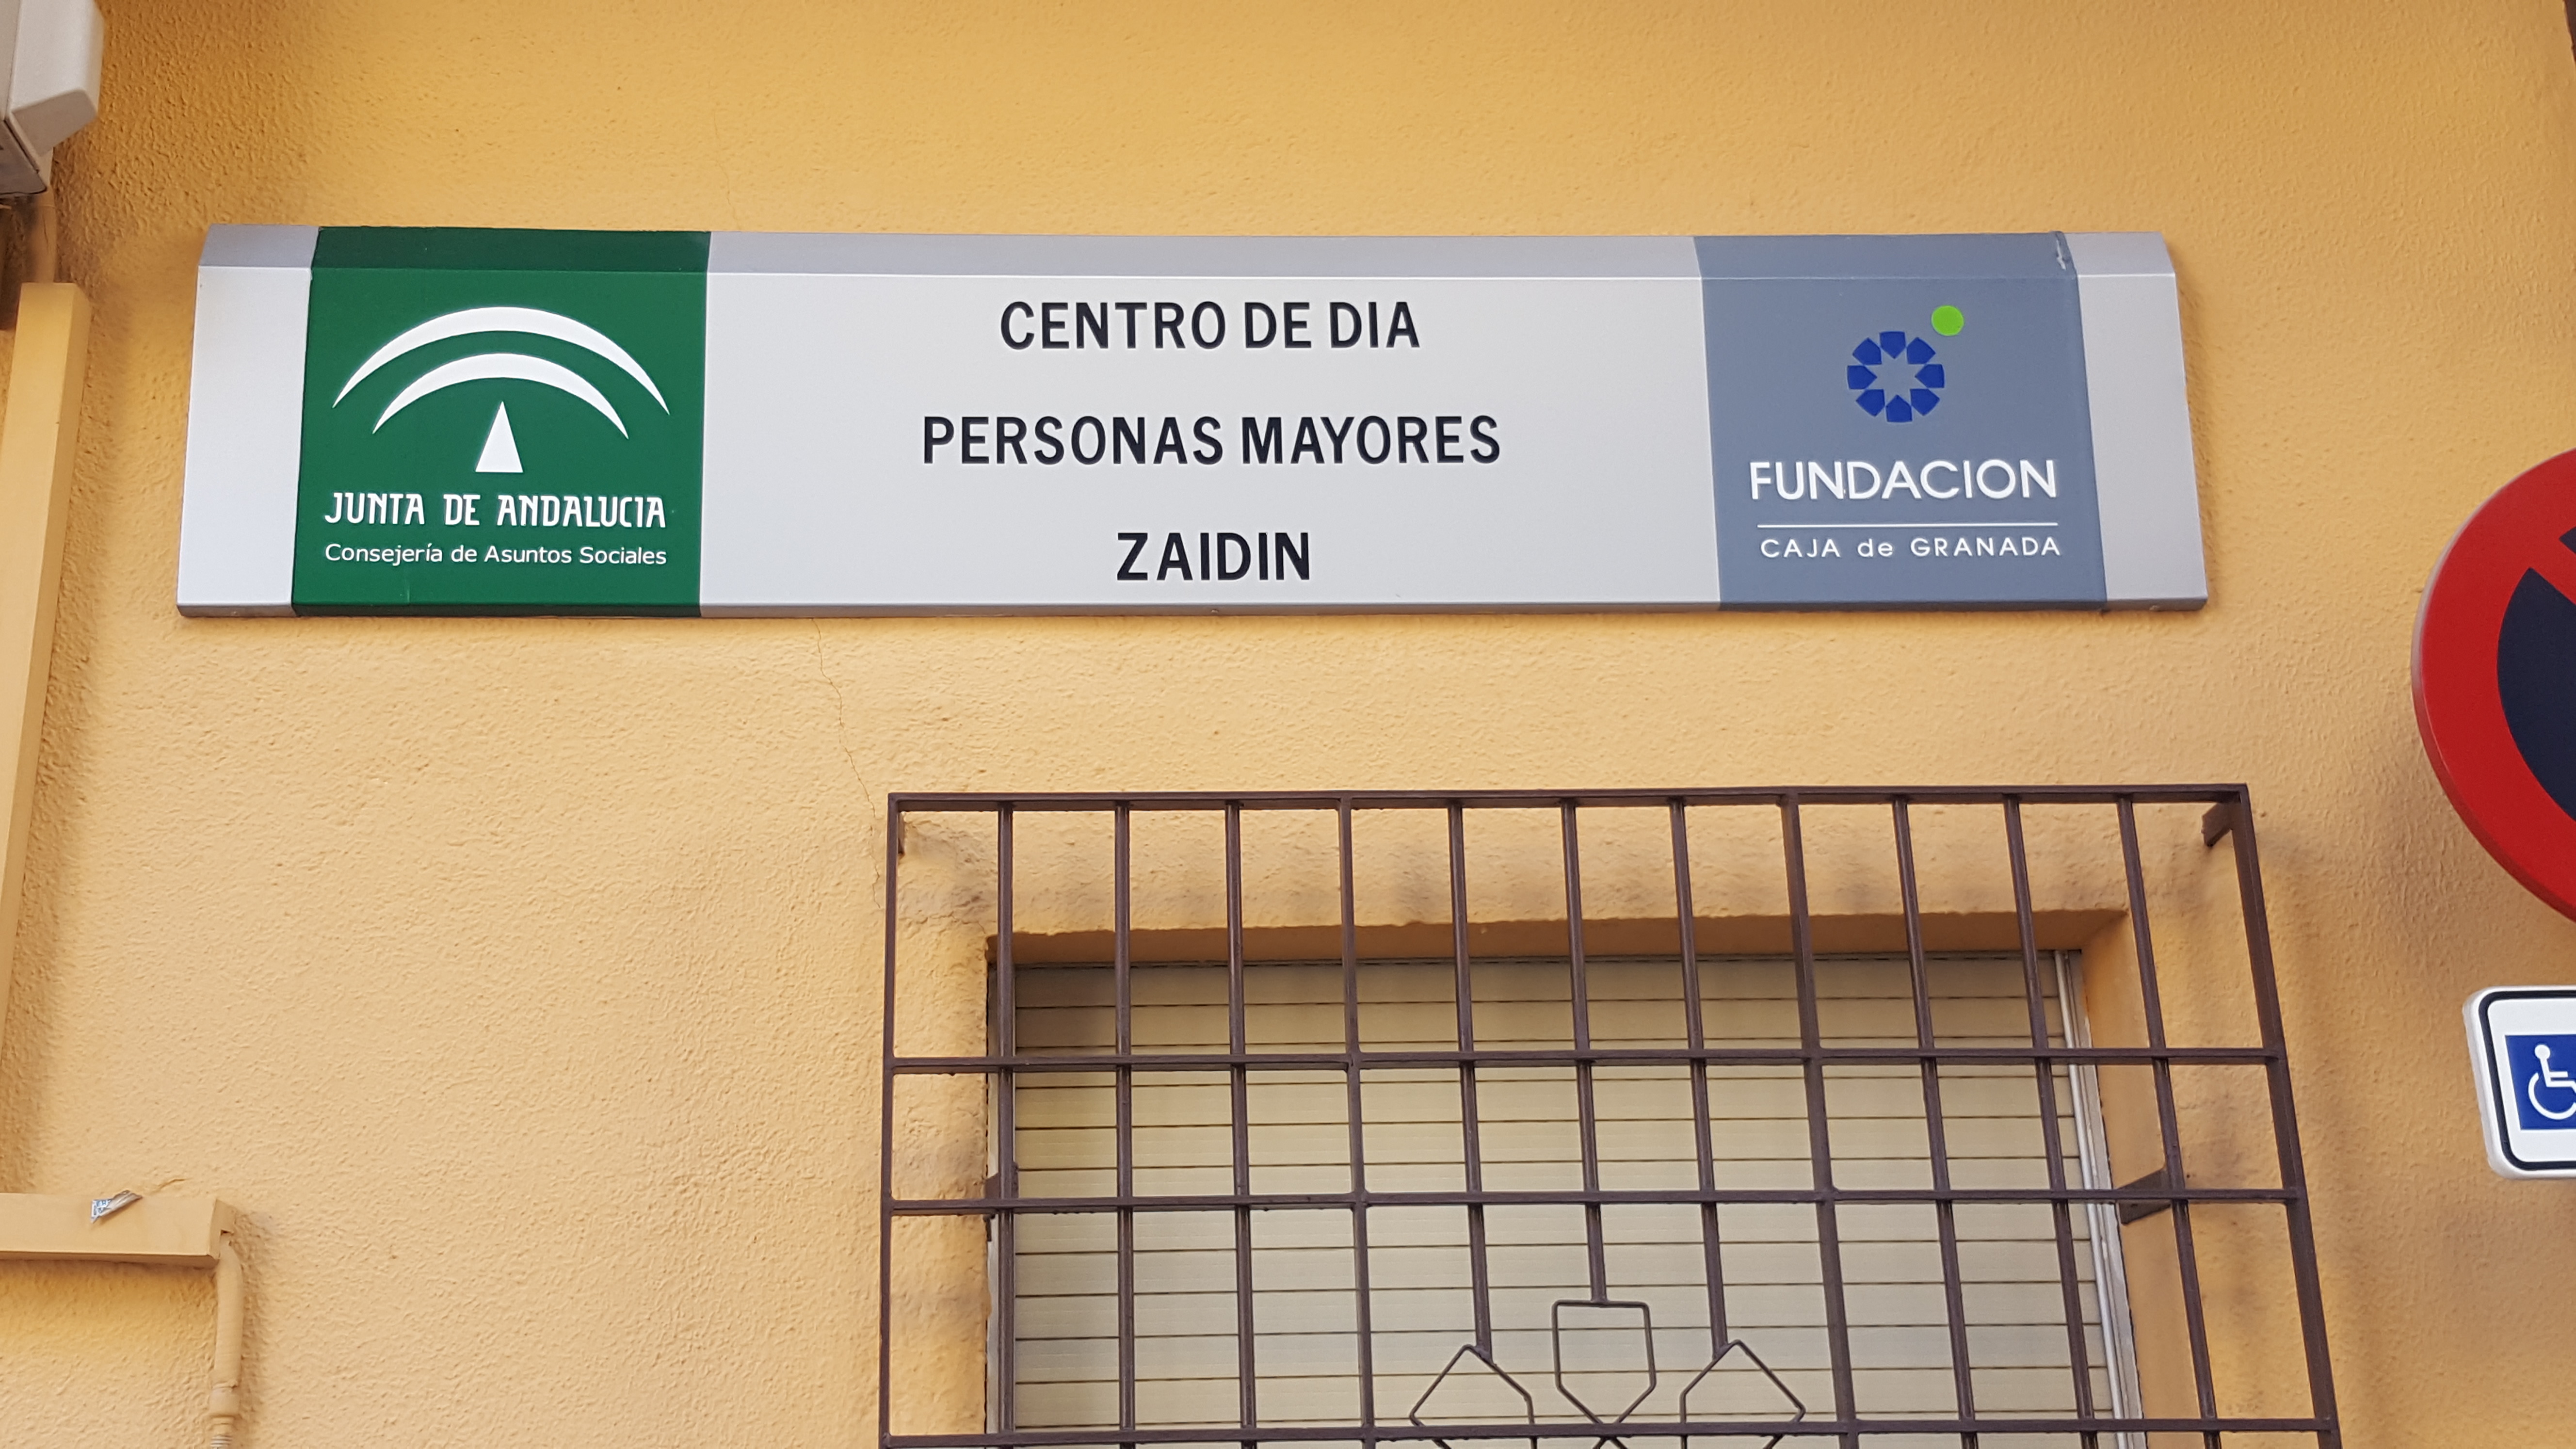 JUNTA DE ANDALUCIA
Consejería de Asuntos Sociales
CENTRO DE DIA
PERSONAS MAYORES
ZAIDIN
FUNDACION
CAJA de GRANADA